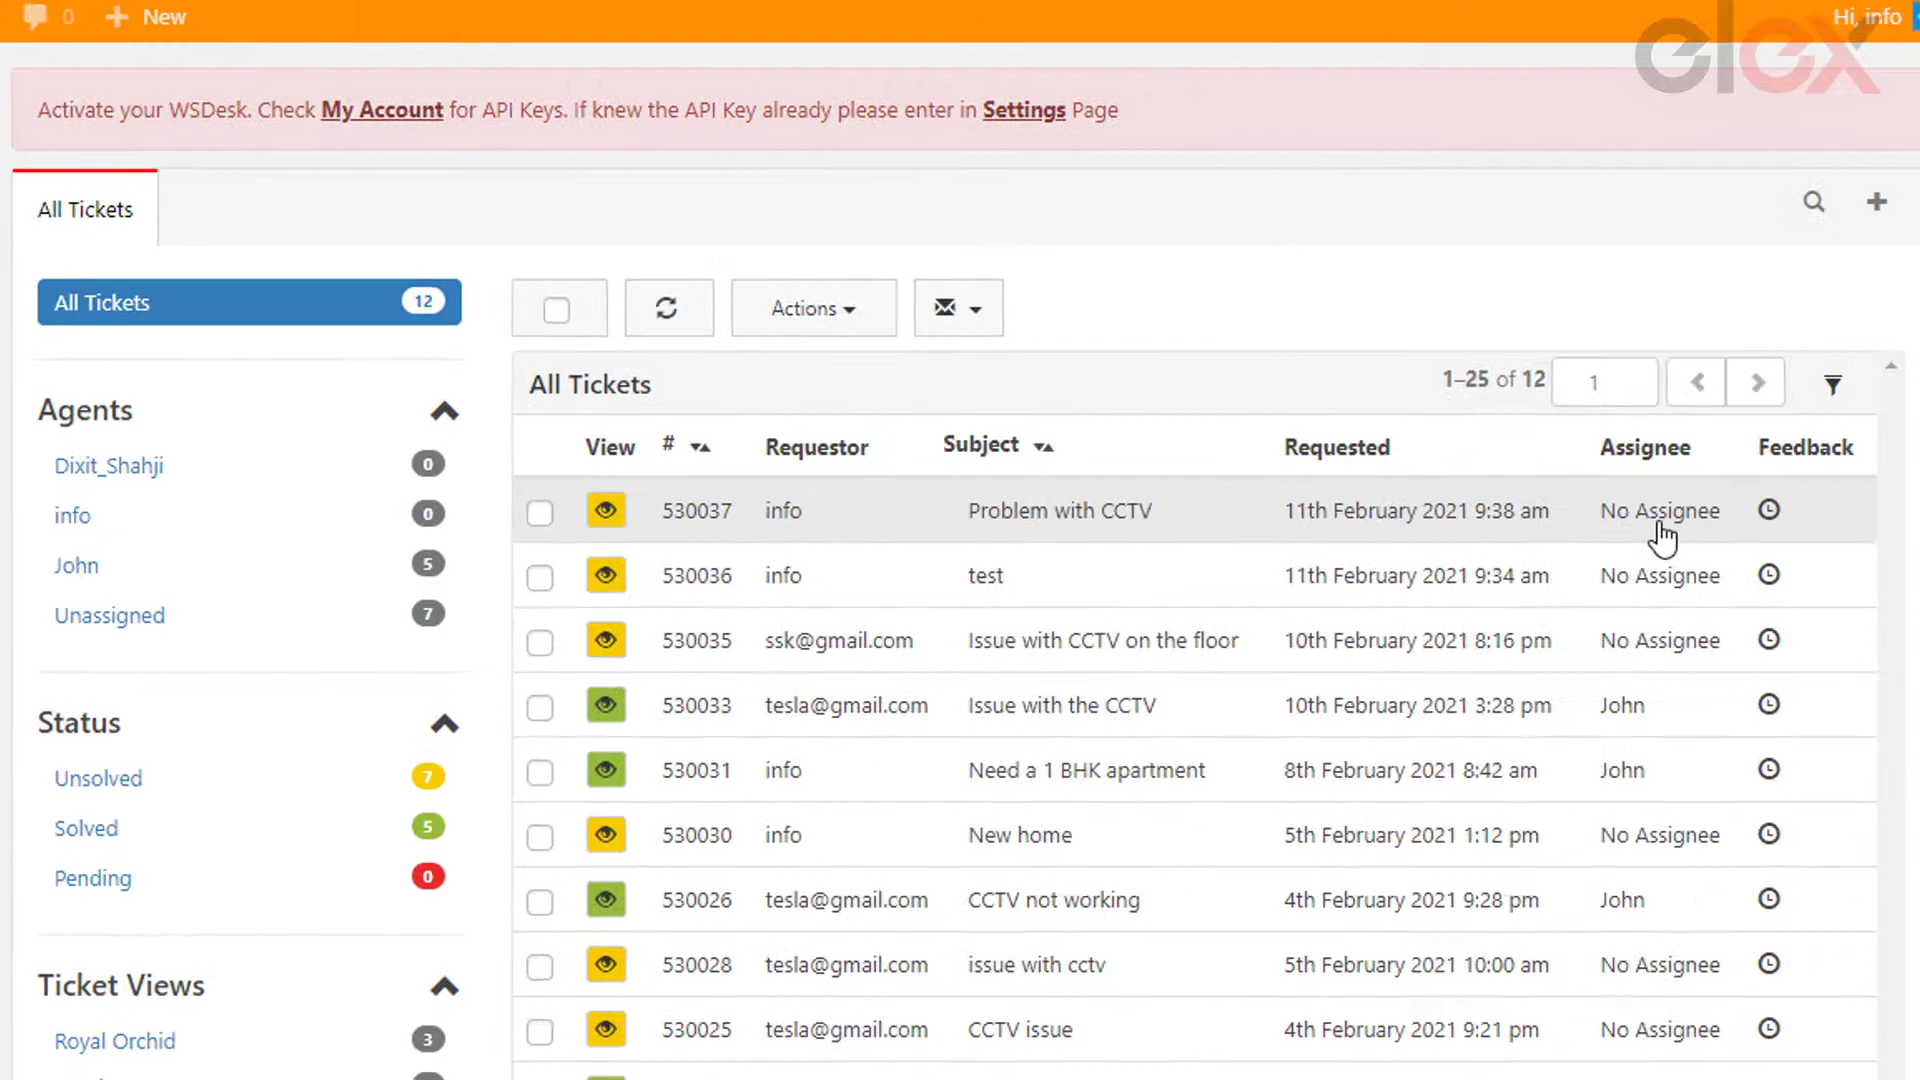 0 New Hi, info
elex
Activate your WSDesk. Check My Account for API Keys. If knew the API Key already please enter in Settings Page
All Tickets
All Tickets 12
Agents
Dixit_Shahji 0
info 0
John 5
Unassigned 7
Status
Unsolved 7
Solved 5
Pending 0
Ticket Views
Royal Orchid 3
Actions
All Tickets 1–25 of 12 1
View # Requestor Subject Requested Assignee Feedback
530037 info Problem with CCTV 11th February 2021 9:38 am No Assignee
530036 info test 11th February 2021 9:34 am No Assignee
530035 ssk@gmail.com Issue with CCTV on the floor 10th February 2021 8:16 pm No Assignee
530033 tesla@gmail.com Issue with the CCTV 10th February 2021 3:28 pm John
530031 info Need a 1 BHK apartment 8th February 2021 8:42 am John
530030 info New home 5th February 2021 1:12 pm No Assignee
530026 tesla@gmail.com CCTV not working 4th February 2021 9:28 pm John
530028 tesla@gmail.com issue with cctv 5th February 2021 10:00 am No Assignee
530025 tesla@gmail.com CCTV issue 4th February 2021 9:21 pm No Assignee